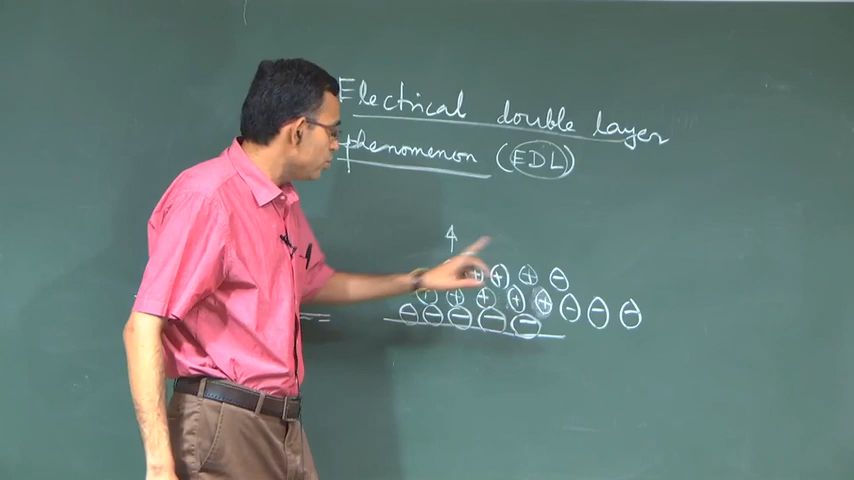 Electrical double layer
phenomenon (EDL)
+ + + -
+ + + + + - - -
- - - - -